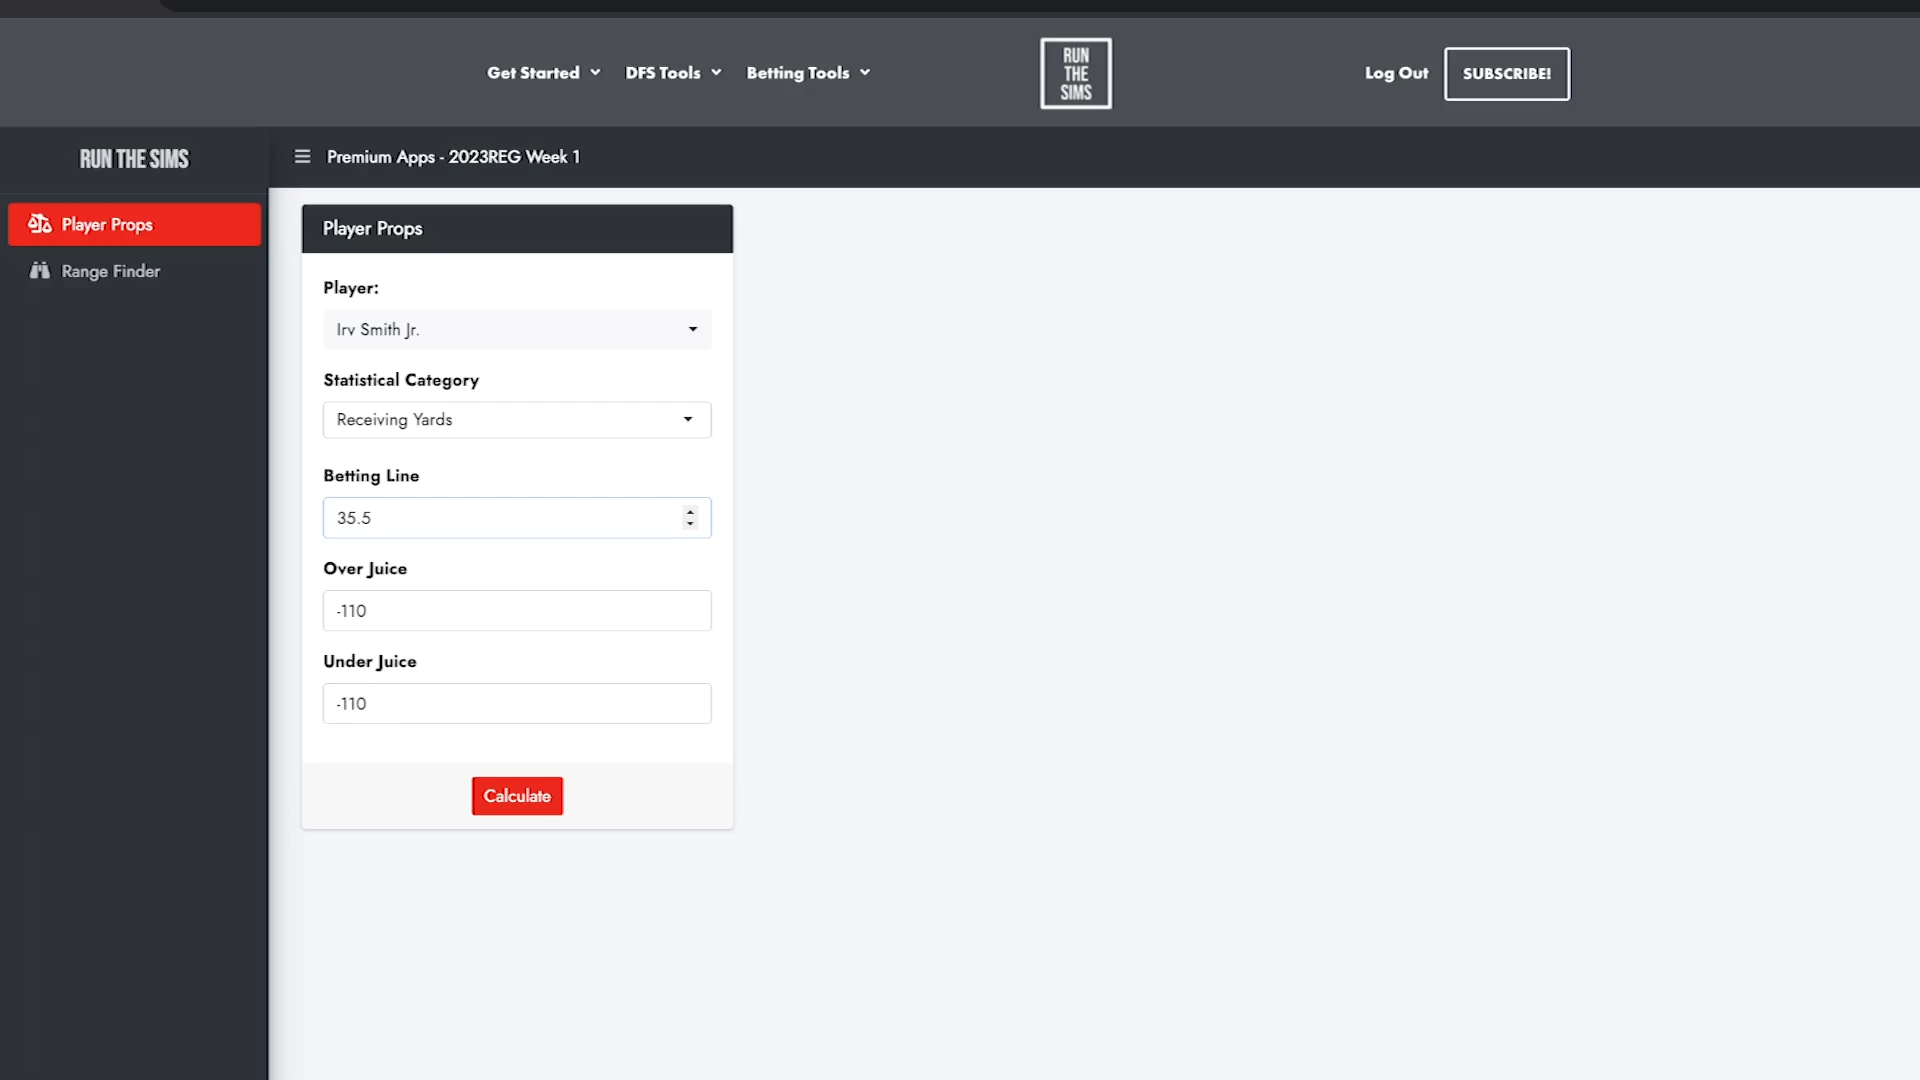 Get Started
DFS Tools
Betting Tools
RUN
THE
SIMS
Log Out
SUBSCRIBE!
RUN THE SIMS
Premium Apps - 2023REG Week 1
Player Props
Range Finder
Player Props
Player:
Irv Smith Jr.
Statistical Category
Receiving Yards
Betting Line
35.5
Over Juice
-110
Under Juice
-110
Calculate